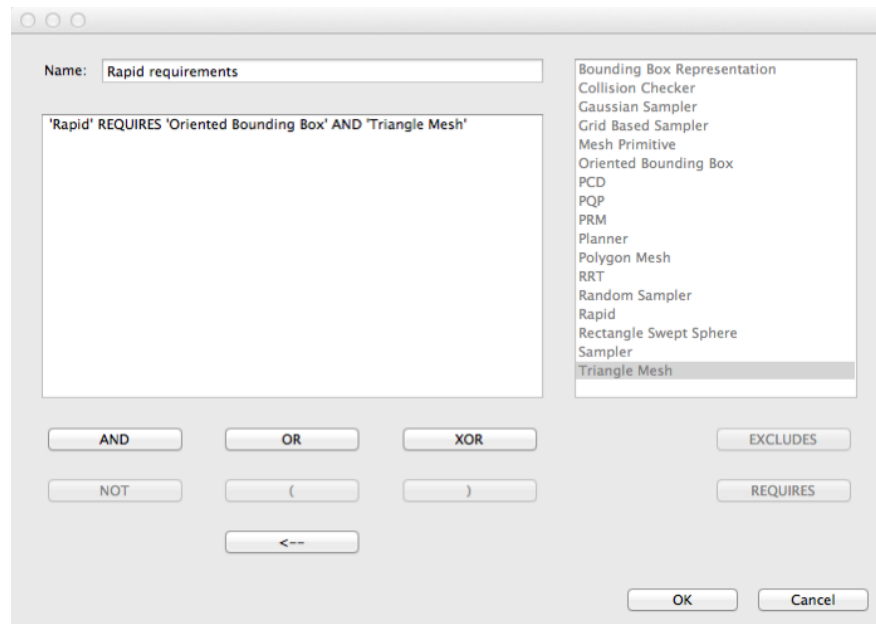 Name: Rapid requirements
'Rapid' REQUIRES 'Oriented Bounding Box' AND 'Triangle Mesh'
Bounding Box Representation
Collision Checker
Gaussian Sampler
Grid Based Sampler
Mesh Primitive
Oriented Bounding Box
PCD
PQP
PRM
Planner
Polygon Mesh
RRT
Random Sampler
Rapid
Rectangle Swept Sphere
Sampler
Triangle Mesh
AND OR XOR EXCLUDES
NOT ( ) REQUIRES
<--
OK Cancel